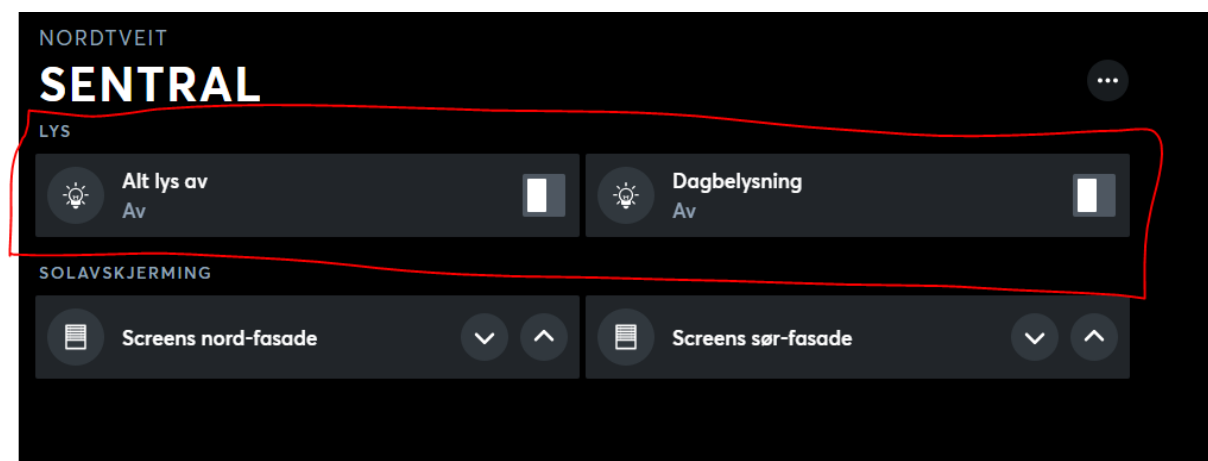 NORDTVEIT
SENTRAL
LYS
Alt lys av
Av
Dagbelysning
Av
SOLAVSKJERMING
Screens nord-fasade
Screens sør-fasade